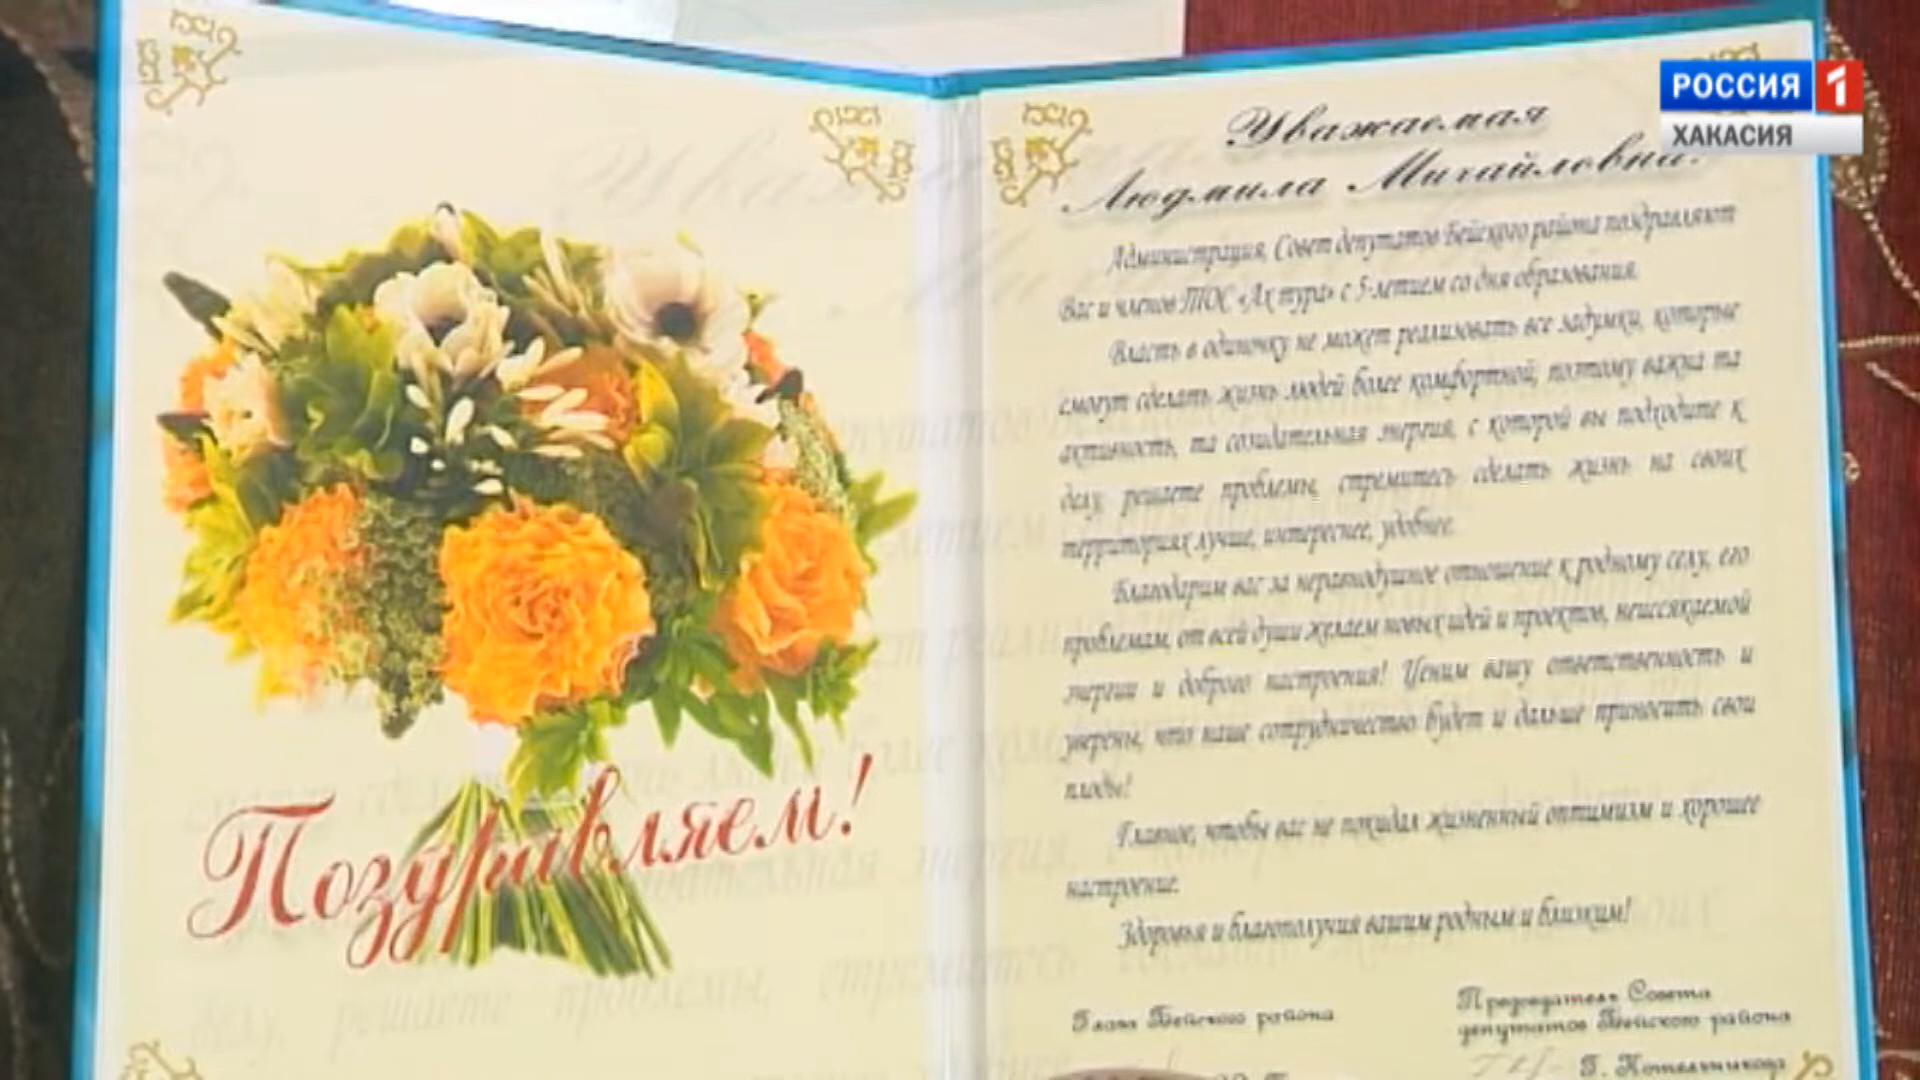 РОССИЯ 1
ХАКАСИЯ
Поздравляем!
Уважаемая
Людмила Михайловна!
Администрация, Совет депутатов Бейского района поздравляют
Вас и членов ТОС «Ах тура» с 5-летием со дня образования.
Власть в одиночку не может реализовать все задумки, которые
смогут сделать жизнь людей более комфортной, поэтому важна та
активность, та созидательная энергия, с которой вы подходите к
делу, решаете проблемы, стремитесь сделать жизнь на своих
территориях лучше, интереснее, удобнее.
Благодарим вас за неравнодушное отношение к родному селу, его
проблемам, от всей души желаем новых идей и проектов, неиссякаемой
энергии и доброго настроения! Ценим вашу ответственность и
уверены, что наше сотрудничество будет и дальше приносить свои
плоды!
Главное, чтобы вас не покидал жизненный оптимизм и хорошее
настроение.
Здоровья и благополучия вашим родным и близким!
Глава Бейского района
Председатель Совета
депутатов Бейского района
Г. Котельникова